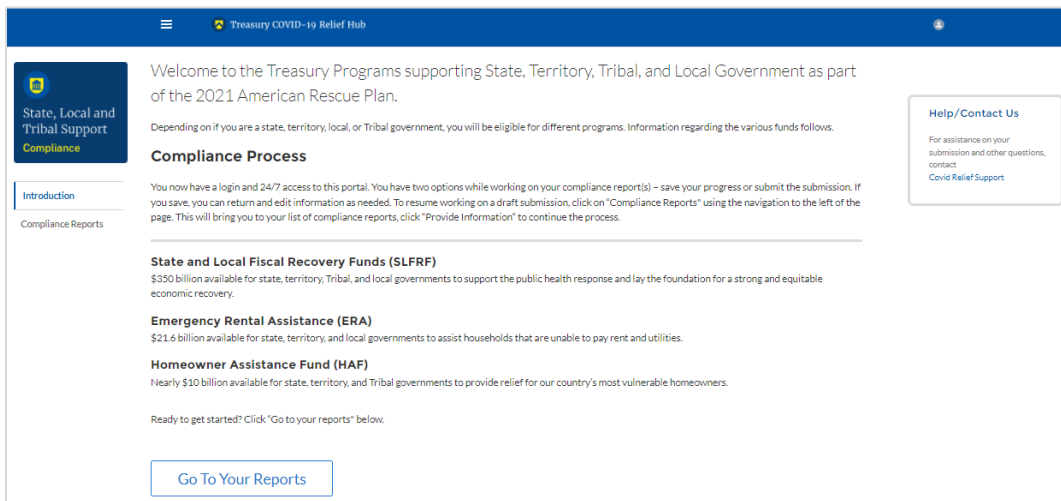 Treasury COVID-19 Relief Hub
State, Local and
Tribal Support
Compliance
Introduction
Compliance Reports
Welcome to the Treasury Programs supporting State, Territory, Tribal, and Local Government as part
of the 2021 American Rescue Plan.
Depending on if you are a state, territory, local, or Tribal government, you will be eligible for different programs. Information regarding the various funds follows.
Compliance Process
You now have a login and 24/7 access to this portal. You have two options while working on your compliance report(s) – save your progress or submit the submission. If
you save, you can return and edit information as needed. To resume working on a draft submission, click on "Compliance Reports" using the navigation to the left of the
page. This will bring you to your list of compliance reports, click "Provide Information" to continue the process.
State and Local Fiscal Recovery Funds (SLFRF)
$350 billion available for state, territory, Tribal, and local governments to support the public health response and lay the foundation for a strong and equitable
economic recovery.
Emergency Rental Assistance (ERA)
$21.6 billion available for state, territory, and local governments to assist households that are unable to pay rent and utilities.
Homeowner Assistance Fund (HAF)
Nearly $10 billion available for state, territory, and Tribal governments to provide relief for our country's most vulnerable homeowners.
Ready to get started? Click "Go to your reports" below.
Go To Your Reports
Help/Contact Us
For assistance on your
submission and other questions,
contact
Covid Relief Support